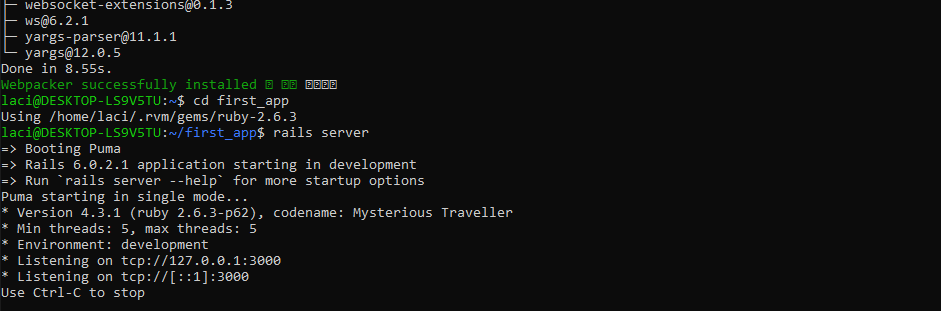 ├─ websocket-extensions@0.1.3
├─ ws@6.2.1
├─ yargs-parser@11.1.1
└─ yargs@12.0.5
Done in 8.55s.
Webpacker successfully installed
laci@DESKTOP-LS9V5TU:~$ cd first_app
Using /home/laci/.rvm/gems/ruby-2.6.3
laci@DESKTOP-LS9V5TU:~/first_app$ rails server
=> Booting Puma
=> Rails 6.0.2.1 application starting in development
=> Run `rails server --help` for more startup options
Puma starting in single mode...
* Version 4.3.1 (ruby 2.6.3-p62), codename: Mysterious Traveller
* Min threads: 5, max threads: 5
* Environment: development
* Listening on tcp://127.0.0.1:3000
* Listening on tcp://[::1]:3000
Use Ctrl-C to stop